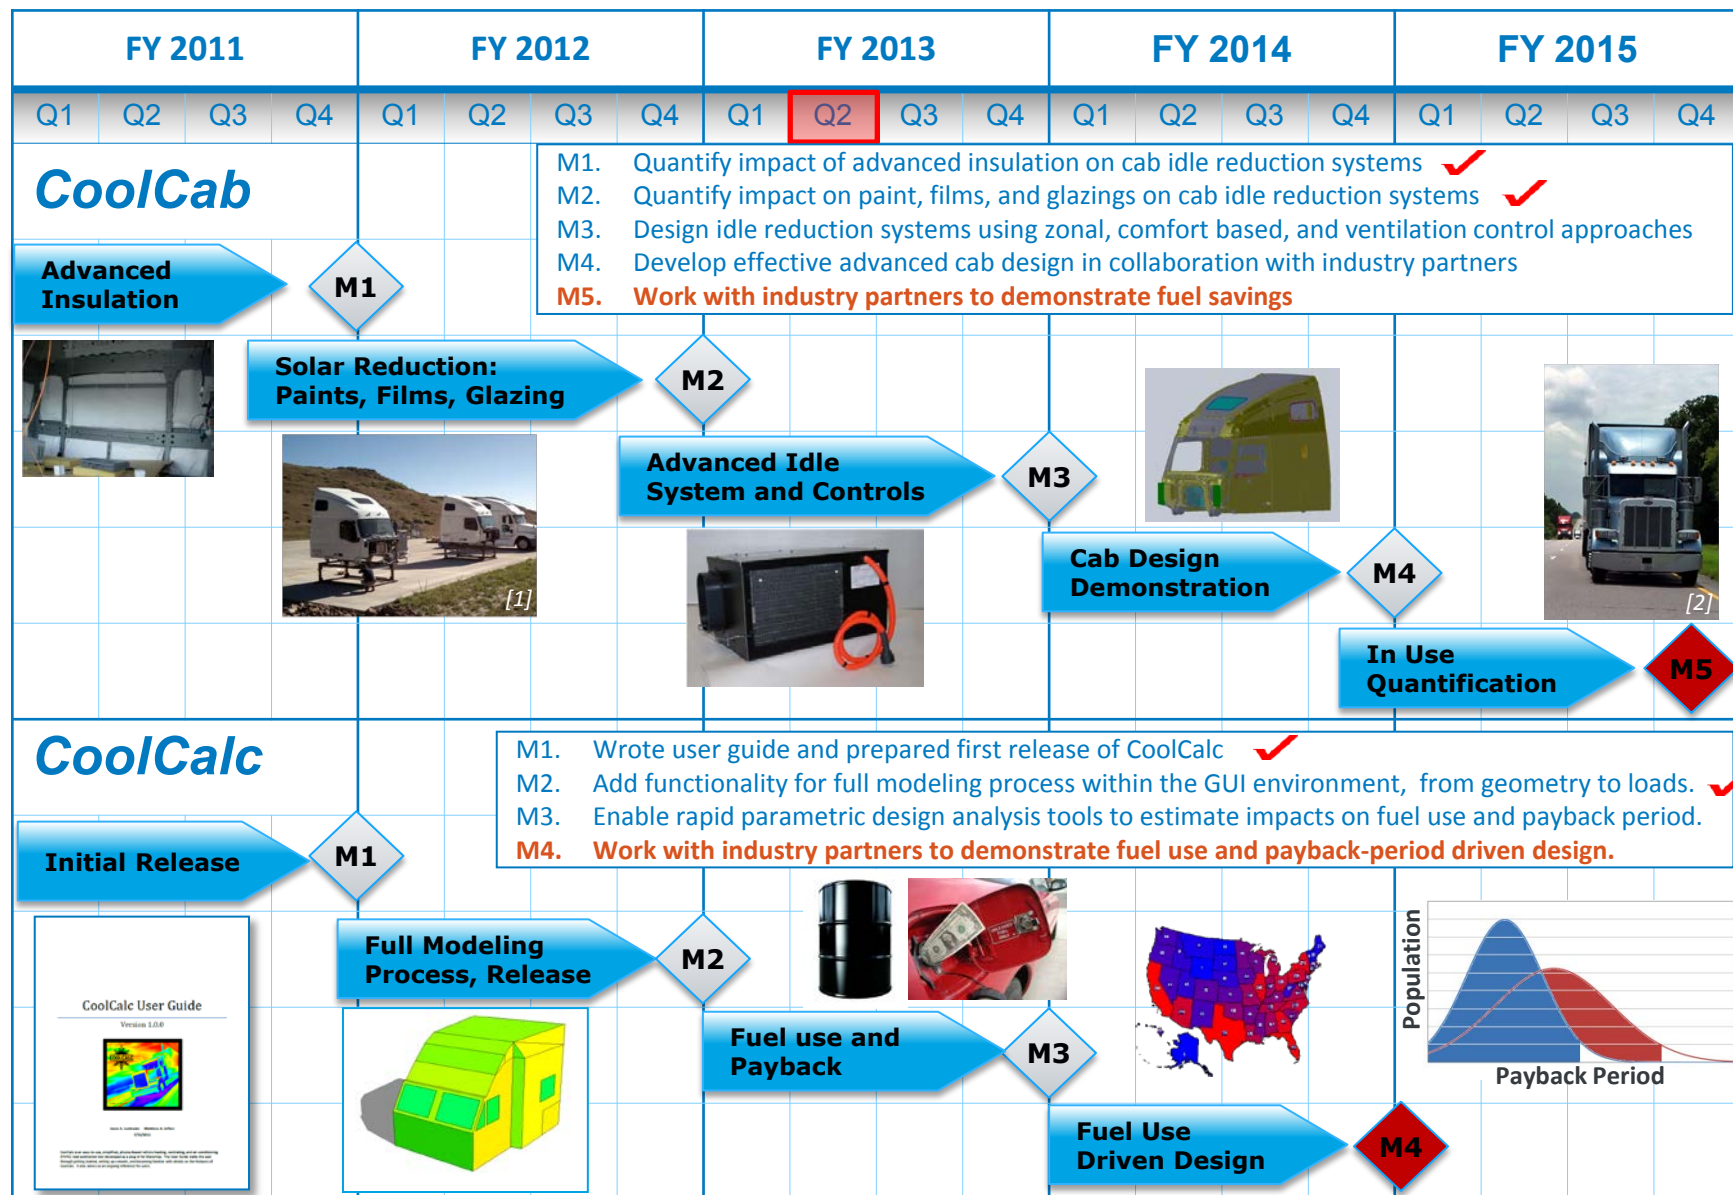 FY 2011 FY 2012 FY 2013 FY 2014 FY 2015
Q1 Q2 Q3 Q4 Q1 Q2 Q3 Q4 Q1 Q2 Q3 Q4 Q1 Q2 Q3 Q4 Q1 Q2 Q3 Q4
CoolCab
M1. Quantify impact of advanced insulation on cab idle reduction systems
M2. Quantify impact on paint, films, and glazings on cab idle reduction systems
M3. Design idle reduction systems using zonal, comfort based, and ventilation control approaches
M4. Develop effective advanced cab design in collaboration with industry partners
M5. Work with industry partners to demonstrate fuel savings
Advanced
Insulation
M1
Solar Reduction:
Paints, Films, Glazing
M2
[1]
Advanced Idle
System and Controls
M3
Cab Design
Demonstration
M4
[2]
In Use
Quantification
M5
CoolCalc
M1. Wrote user guide and prepared first release of CoolCalc
M2. Add functionality for full modeling process within the GUI environment, from geometry to loads.
M3. Enable rapid parametric design analysis tools to estimate impacts on fuel use and payback period.
M4. Work with industry partners to demonstrate fuel use and payback-period driven design.
Initial Release
M1
CoolCalc User Guide
Version 1.0.0
Full Modeling
Process, Release
M2
Fuel use and
Payback
M3
Population
Payback Period
Fuel Use
Driven Design
M4